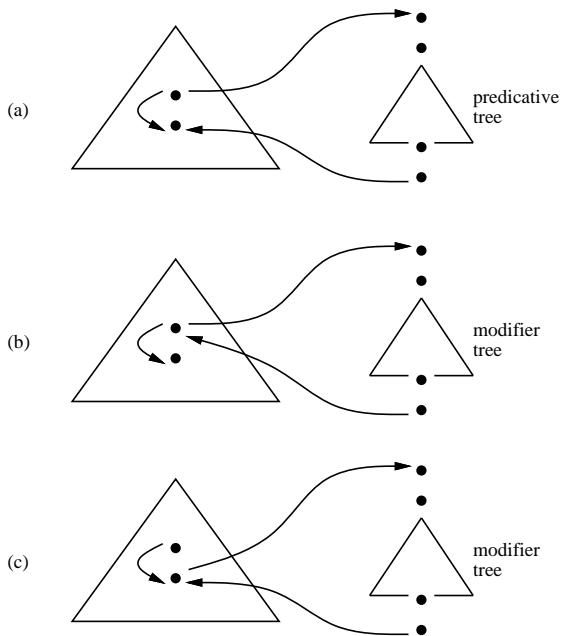 (a)
predicative
tree
(b)
modifier
tree
(c)
modifier
tree